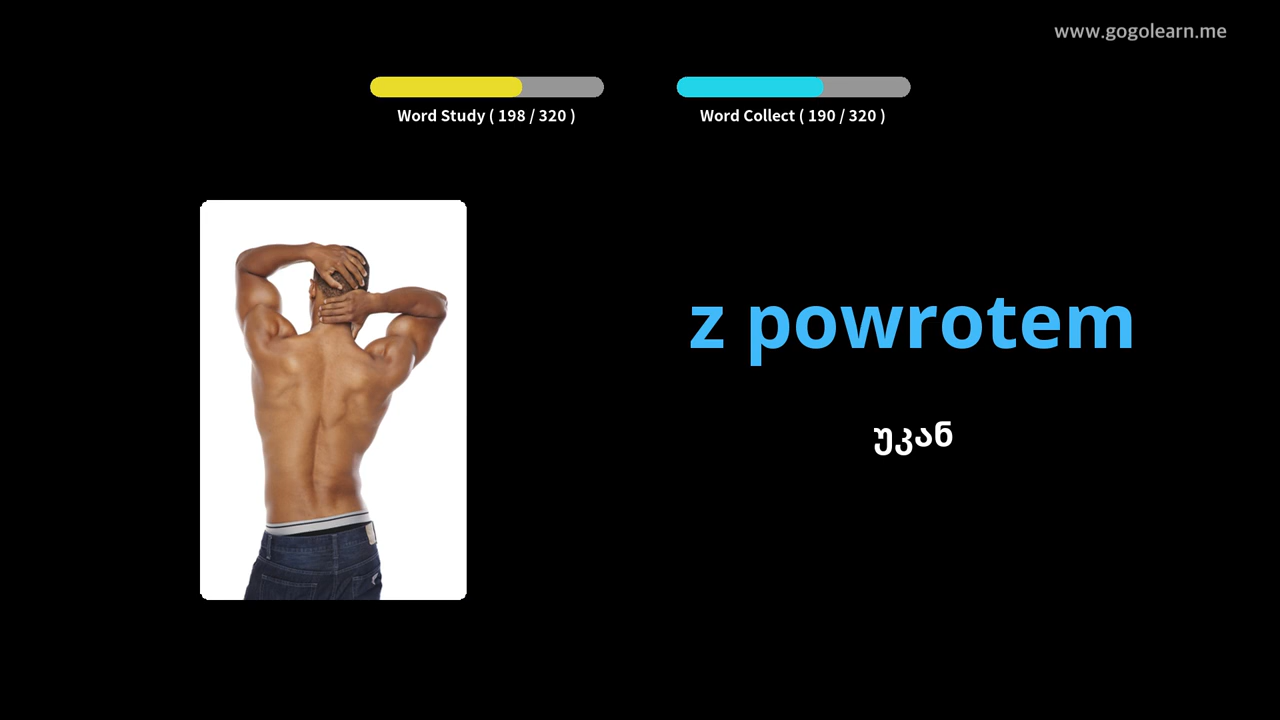 www.gogolearn.me
Word Study ( 198 / 320 )
Word Collect ( 190 / 320 )
z powrotem
უკან